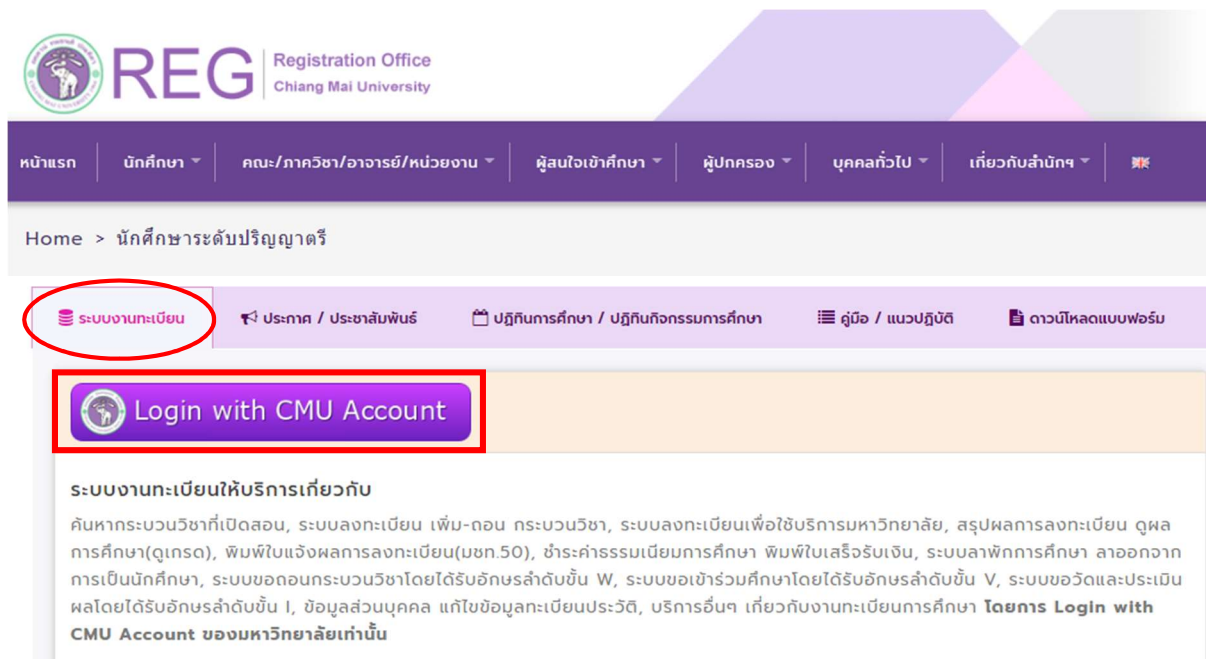 REG
Registration Office
Chiang Mai University
หน้าแรก นักศึกษา คณะ/ภาควิชา/อาจารย์/หน่วยงาน ผู้สนใจเข้าศึกษา ผู้ปกครอง บุคคลทั่วไป เกี่ยวกับสำนักฯ
Home > นักศึกษาระดับปริญญาตรี
ระบบงานทะเบียน ประกาศ / ประชาสัมพันธ์ ปฏิทินการศึกษา / ปฏิทินกิจกรรมการศึกษา คู่มือ / แนวปฏิบัติ ดาวน์โหลดแบบฟอร์ม
Login with CMU Account
ระบบงานทะเบียนให้บริการเกี่ยวกับ
ค้นหากระบวนวิชาที่เปิดสอน, ระบบลงทะเบียน เพิ่ม-ถอน กระบวนวิชา, ระบบลงทะเบียนเพื่อใช้บริการมหาวิทยาลัย, สรุปผลการลงทะเบียน ดูผล
การศึกษา(ดูเกรด), พิมพ์ใบแจ้งผลการลงทะเบียน(มชท.50), ชำระค่าธรรมเนียมการศึกษา พิมพ์ใบเสร็จรับเงิน, ระบบลาพักการศึกษา ลาออกจาก
การเป็นนักศึกษา, ระบบขอถอนกระบวนวิชาโดยได้รับอักษรลำดับขั้น W, ระบบขอเข้าร่วมศึกษาโดยได้รับอักษรลำดับขั้น V, ระบบขอวัดและประเมิน
ผลโดยได้รับอักษรลำดับขั้น I, ข้อมูลส่วนบุคคล แก้ไขข้อมูลทะเบียนประวัติ, บริการอื่นๆ เกี่ยวกับงานทะเบียนการศึกษา โดยการ Login with
CMU Account ของมหาวิทยาลัยเท่านั้น